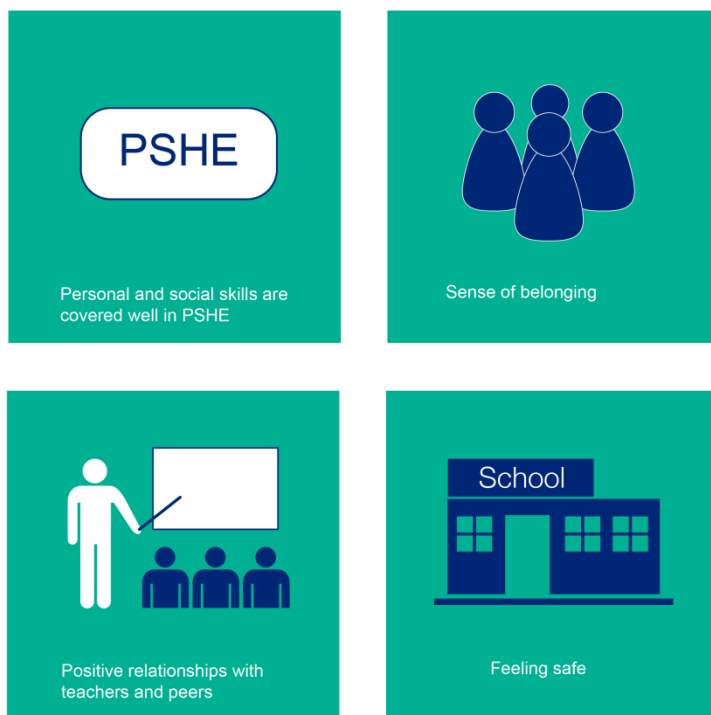 PSHE
Personal and social skills are
covered well in PSHE
Sense of belonging
Positive relationships with
teachers and peers
School
Feeling safe